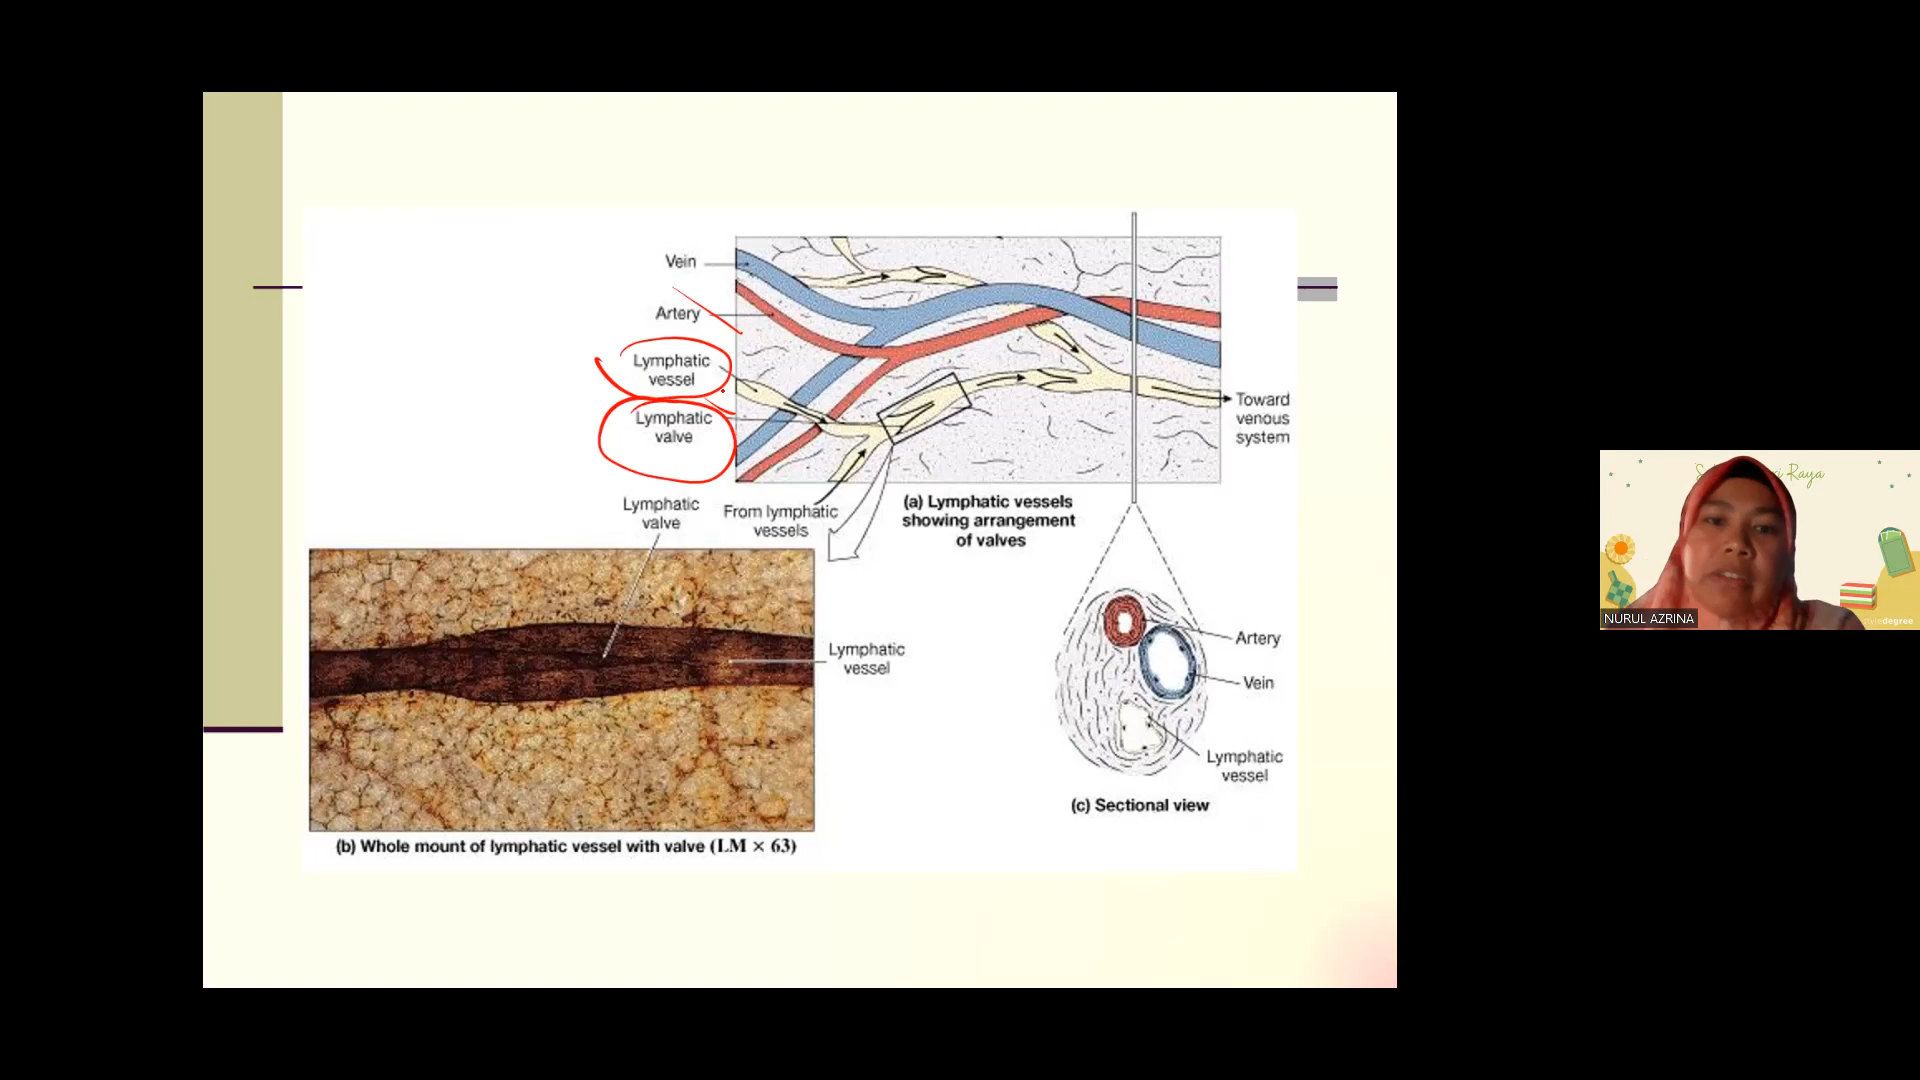 Vein
Artery
Lymphatic
vessel
Lymphatic
valve
Toward
venous
system
Lymphatic
valve
From lymphatic
vessels
(a) Lymphatic vessels
showing arrangement
of valves
Lymphatic
vessel
Artery
Vein
Lymphatic
vessel
(c) Sectional view
(b) Whole mount of lymphatic vessel with valve (LM × 63)
Raya
NURUL AZRINA
degree